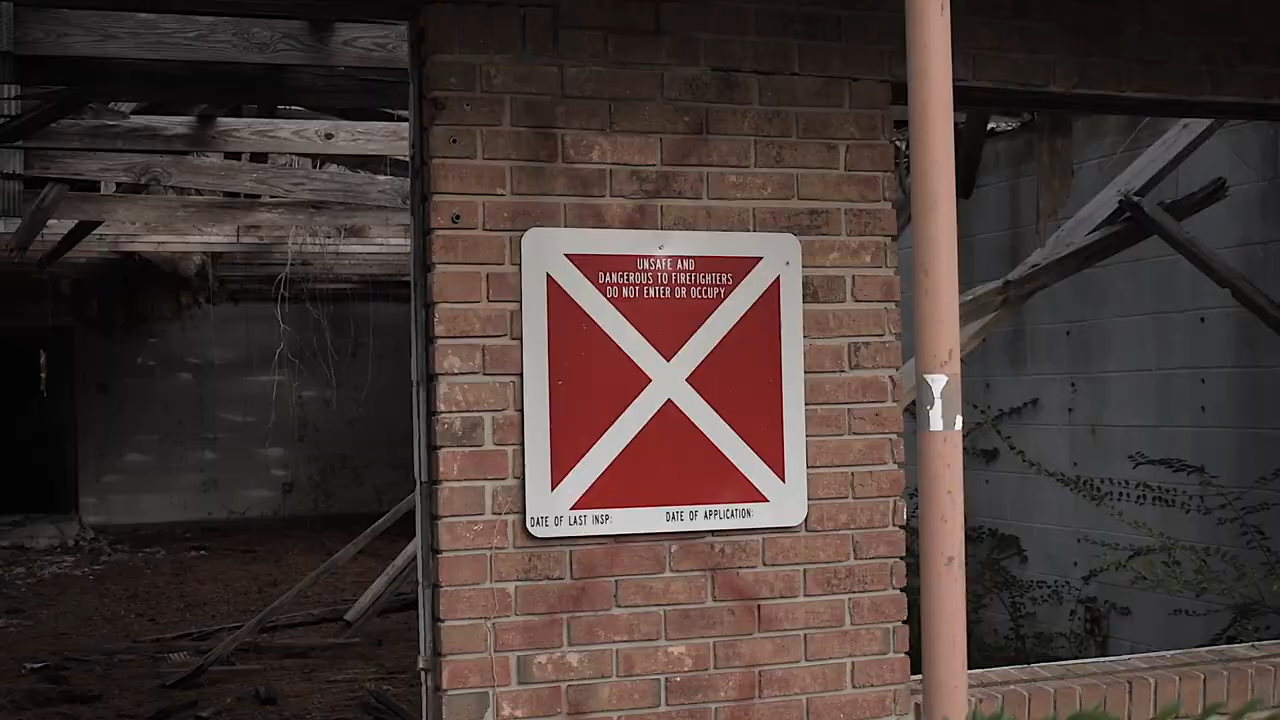 UNSAFE AND
DANGEROUS TO FIREFIGHTERS
DO NOT ENTER OR OCCUPY
DATE OF LAST INSP: DATE OF APPLICATION: